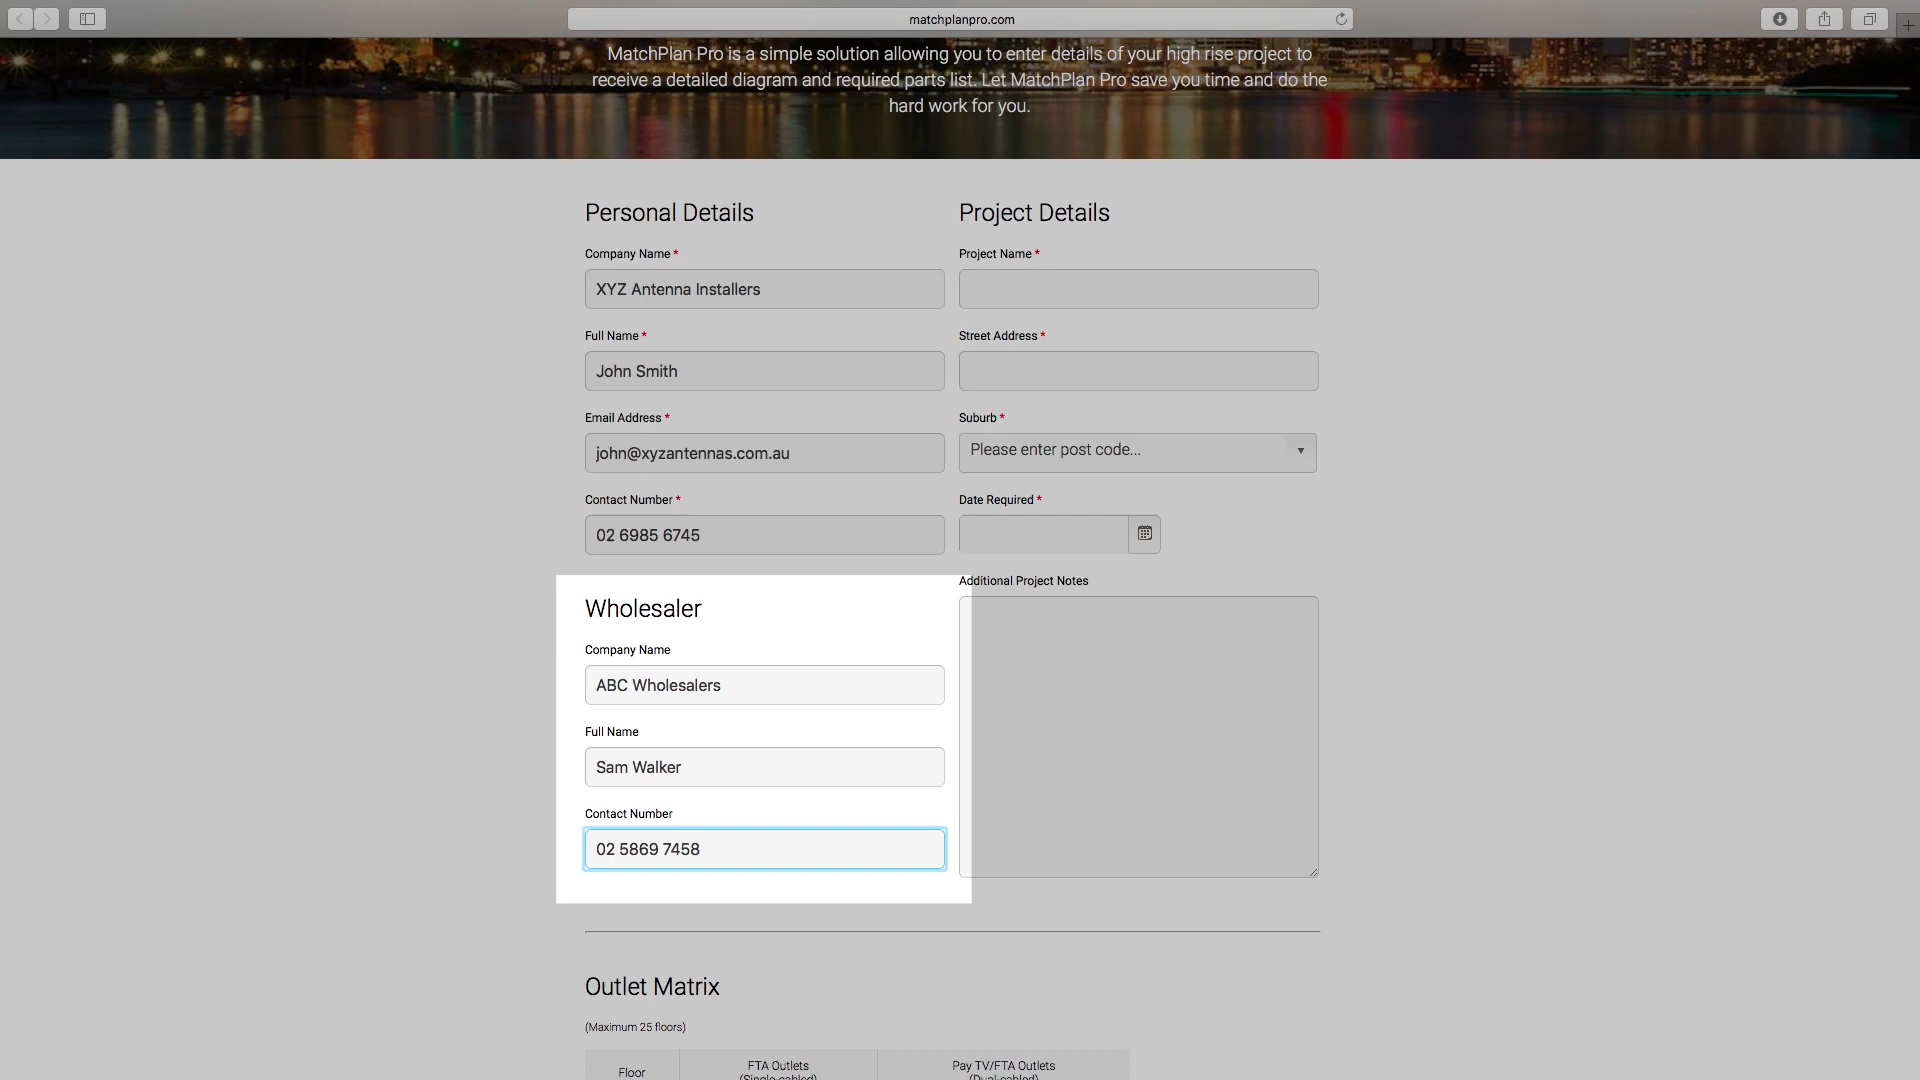 matchplanpro.com
MatchPlan Pro is a simple solution allowing you to enter details of your high rise project to
receive a detailed diagram and required parts list. Let MatchPlan Pro save you time and do the
hard work for you.
Personal Details
Company Name *
XYZ Antenna Installers
Full Name *
John Smith
Email Address *
john@xyzantennas.com.au
Contact Number *
02 6985 6745
Wholesaler
Company Name
ABC Wholesalers
Full Name
Sam Walker
Contact Number
02 5869 7458
Project Details
Project Name *
Street Address *
Suburb *
Please enter post code...
Date Required *
Additional Project Notes
Outlet Matrix
(Maximum 25 floors)
Floor
FTA Outlets
(Single-cabled)
Pay TV/FTA Outlets
(Dual-cabled)